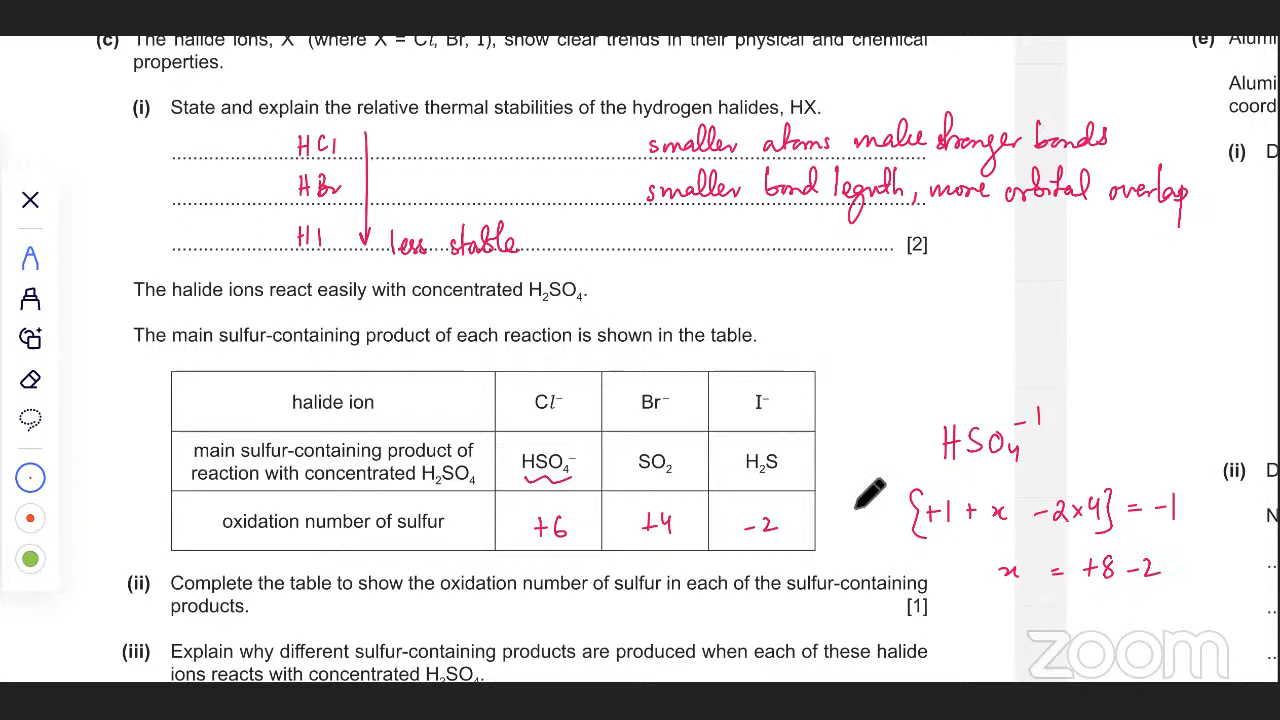 (c) The halide ions, X⁻ (where X = Cl, Br, I), show clear trends in their physical and chemical
properties.
(e) Alumi
Alumi
coord
(i) State and explain the relative thermal stabilities of the hydrogen halides, HX.
HCl
smaller atoms make stronger bonds
(i) D
HBr
smaller bond legnth, more orbital overlap
HI
less stable
[2]
The halide ions react easily with concentrated H₂SO₄.
The main sulfur-containing product of each reaction is shown in the table.
halide ion Cl⁻ Br⁻ I⁻
main sulfur-containing product of
reaction with concentrated H₂SO₄ HSO₄⁻ SO₂ H₂S
oxidation number of sulfur +6 +4 -2
HSO₄⁻¹
{+1 + x -2×4} = -1
x = +8 -2
(ii) D
N
(ii) Complete the table to show the oxidation number of sulfur in each of the sulfur-containing
products. [1]
(iii) Explain why different sulfur-containing products are produced when each of these halide
ions reacts with concentrated H₂SO₄.
zoom